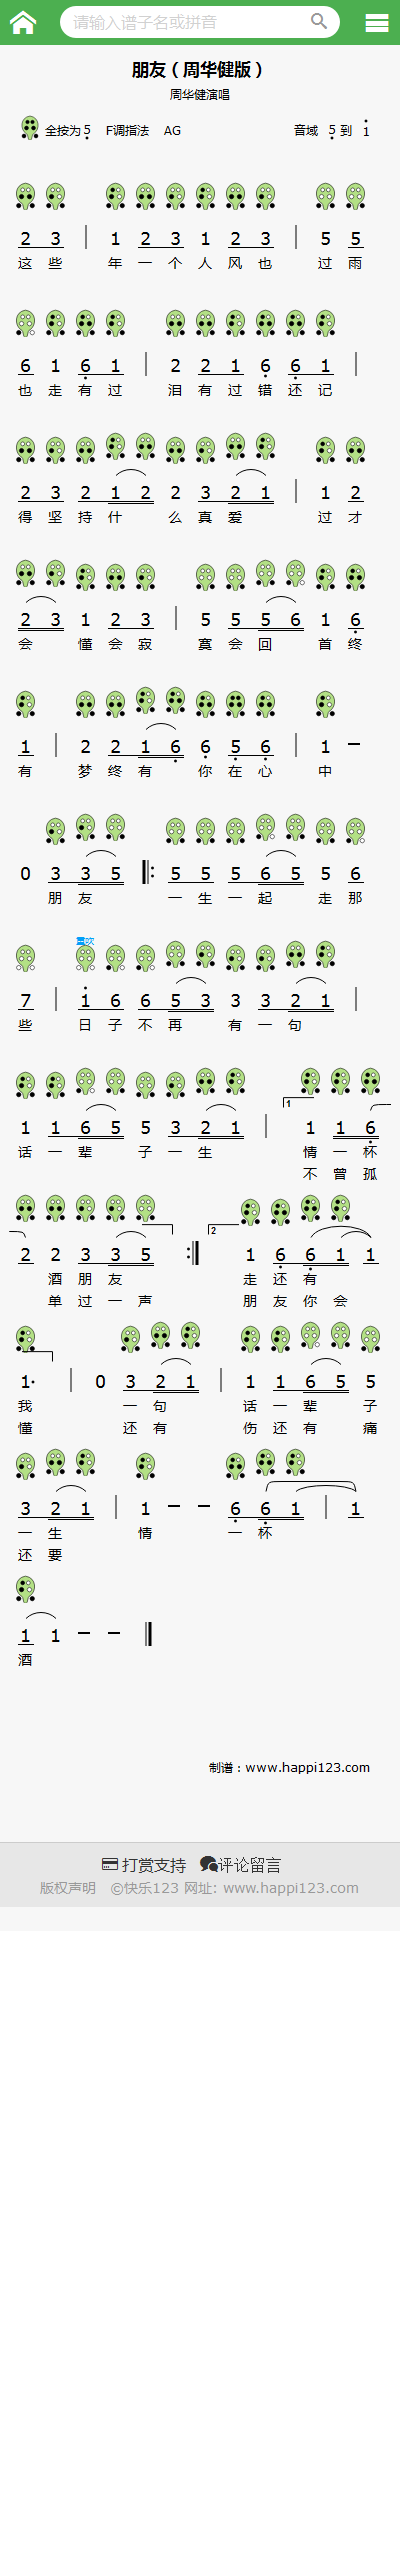 请输入谱子名或拼音
朋友（周华健版）
周华健演唱
全按为5 F调指法 AG 音域 5 到 1
2 3 | 1 2 3 1 2 3 | 5 5
这 些 年 一 个 人 风 也 过 雨
6 1 6 1 | 2 2 1 6 6 1 |
也 走 有 过 泪 有 过 错 还 记
2 3 2 1 2 2 3 2 1 | 1 2
得 坚 持 什 么 真 爱 过 才
2 3 1 2 3 | 5 5 5 6 1 6
会 懂 会 寂 寞 会 回 首 终
1 | 2 2 1 6 6 5 6 | 1 –
有 梦 终 有 你 在 心 中
0 3 3 5 ‖: 5 5 5 6 5 5 6
朋 友 一 生 一 起 走 那
重吹
7 | 1 6 6 5 3 3 3 2 1 |
些 日 子 不 再 有 一 句
1 1 6 5 5 3 2 1 | 1 1 1 6
话 一 辈 子 一 生 情 一 杯
不 曾 孤
2 2 3 3 5 :‖ 2 1 6 6 1 1
酒 朋 友 走 还 有
单 过 一 声 朋 友 你 会
1· | 0 3 2 1 | 1 1 6 5 5
我 一 句 话 一 辈 子
懂 还 有 伤 还 有 痛
3 2 1 | 1 – – 6 6 1 | 1
一 生 情 一 杯
还 要
1 1 – – ‖
酒
制谱：www.happi123.com
打赏支持 评论留言
版权声明 ©快乐123 网址: www.happi123.com